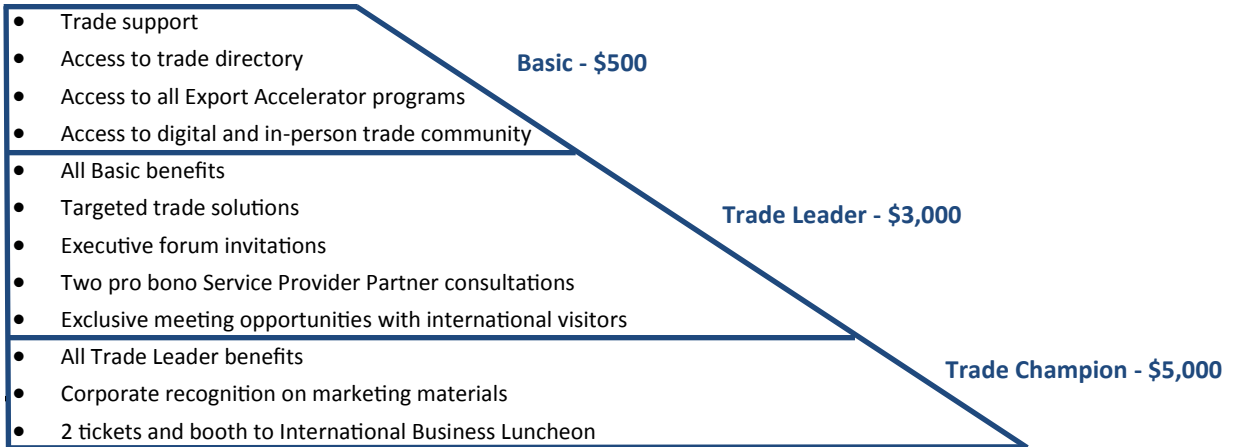 • Trade support
• Access to trade directory
Basic - $500
• Access to all Export Accelerator programs
• Access to digital and in-person trade community
• All Basic benefits
• Targeted trade solutions
Trade Leader - $3,000
• Executive forum invitations
• Two pro bono Service Provider Partner consultations
• Exclusive meeting opportunities with international visitors
• All Trade Leader benefits
Trade Champion - $5,000
• Corporate recognition on marketing materials
• 2 tickets and booth to International Business Luncheon